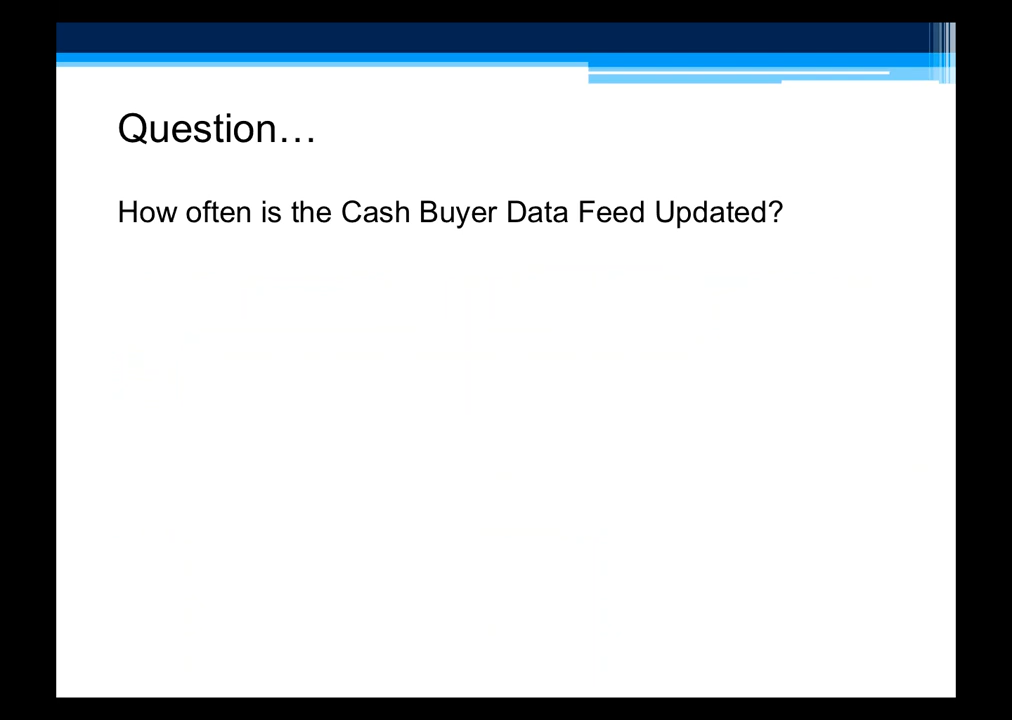 Question…
How often is the Cash Buyer Data Feed Updated?